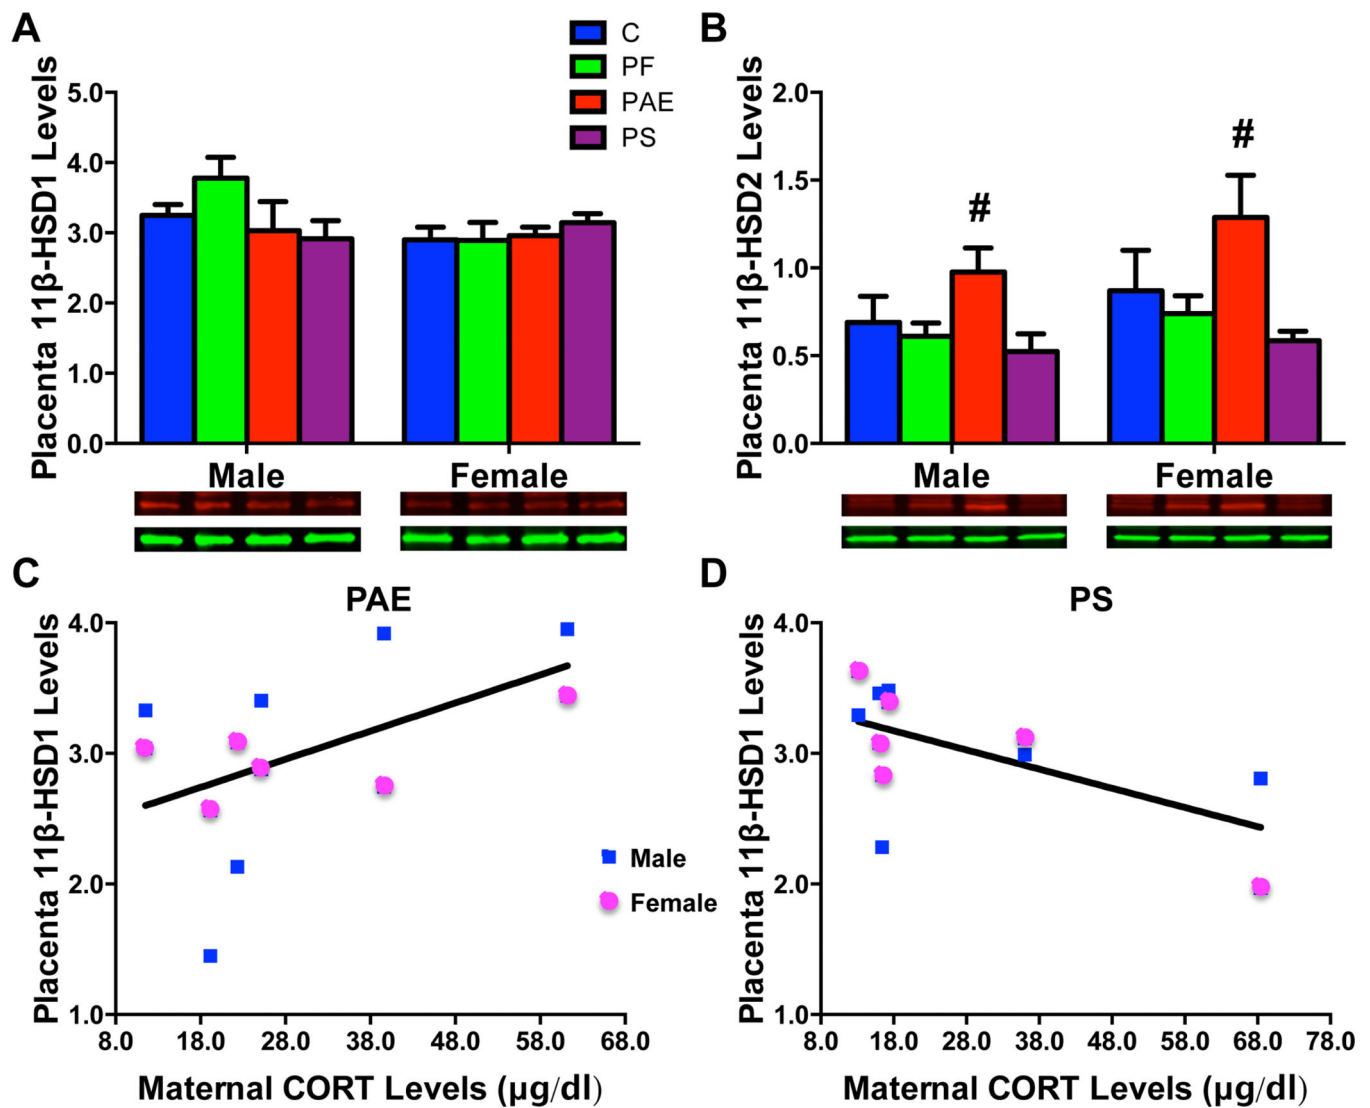 A
C
PF
PAE
PS
Placenta 11β-HSD1 Levels
5.0
4.0
3.0
2.0
1.0
0.0
Male
Female
B
Placenta 11β-HSD2 Levels
2.0
1.5
1.0
0.5
0.0
#
#
Male
Female
C
PAE
Placenta 11β-HSD1 Levels
4.0
3.0
2.0
1.0
8.0 18.0 28.0 38.0 48.0 58.0 68.0
Maternal CORT Levels (µg/dl)
Male
Female
D
PS
Placenta 11β-HSD1 Levels
4.0
3.0
2.0
1.0
8.0 18.0 28.0 38.0 48.0 58.0 68.0 78.0
Maternal CORT Levels (µg/dl)